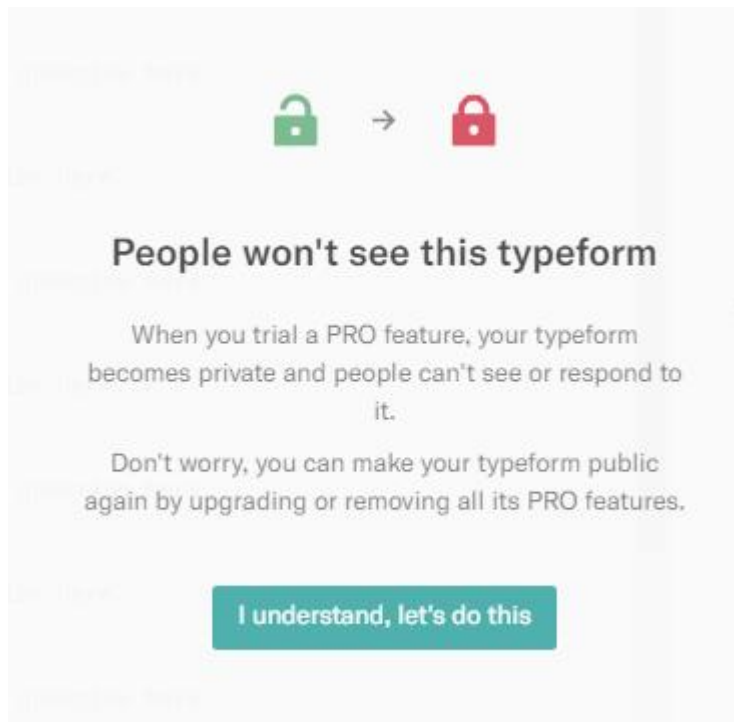 People won't see this typeform
When you trial a PRO feature, your typeform
becomes private and people can't see or respond to
it.
Don't worry, you can make your typeform public
again by upgrading or removing all its PRO features.
I understand, let's do this